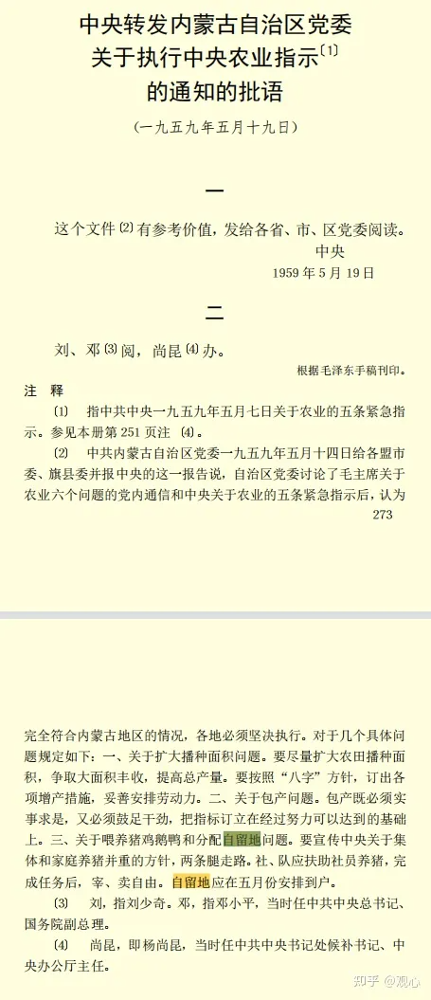 中央转发内蒙古自治区党委
关于执行中央农业指示〔1〕
的通知的批语
（一九五九年五月十九日）
一
这个文件〔2〕有参考价值，发给各省、市、区党委阅读。
中央
1959 年 5 月 19 日
二
刘、邓〔3〕阅，尚昆〔4〕办。
根据毛泽东手稿刊印。
注 释
〔1〕 指中共中央一九五九年五月七日关于农业的五条紧急指
示。参见本册第 251 页注〔4〕。
〔2〕 中共内蒙古自治区党委一九五九年五月十四日给各盟市
委、旗县委并报中央的这一报告说，自治区党委讨论了毛主席关于
农业六个问题的党内通信和中央关于农业的五条紧急指示后，认为
273
完全符合内蒙古地区的情况，各地必须坚决执行。对于几个具体问
题规定如下：一、关于扩大播种面积问题。要尽量扩大农田播种面
积，争取大面积丰收，提高总产量。要按照“八字”方针，订出各
项增产措施，妥善安排劳动力。二、关于包产问题。包产既必须实
事求是，又必须鼓足干劲，把指标订立在经过努力可以达到的基础
上。三、关于喂养猪鸡鹅鸭和分配自留地问题。要宣传中央关于集
体和家庭养猪并重的方针，两条腿走路。社、队应扶助社员养猪，完
成任务后，宰、卖自由。自留地应在五月份安排到户。
〔3〕 刘，指刘少奇。邓，指邓小平，当时任中共中央总书记、
国务院副总理。
〔4〕 尚昆，即杨尚昆，当时任中共中央书记处候补书记、中
央办公厅主任。
知乎 @观心